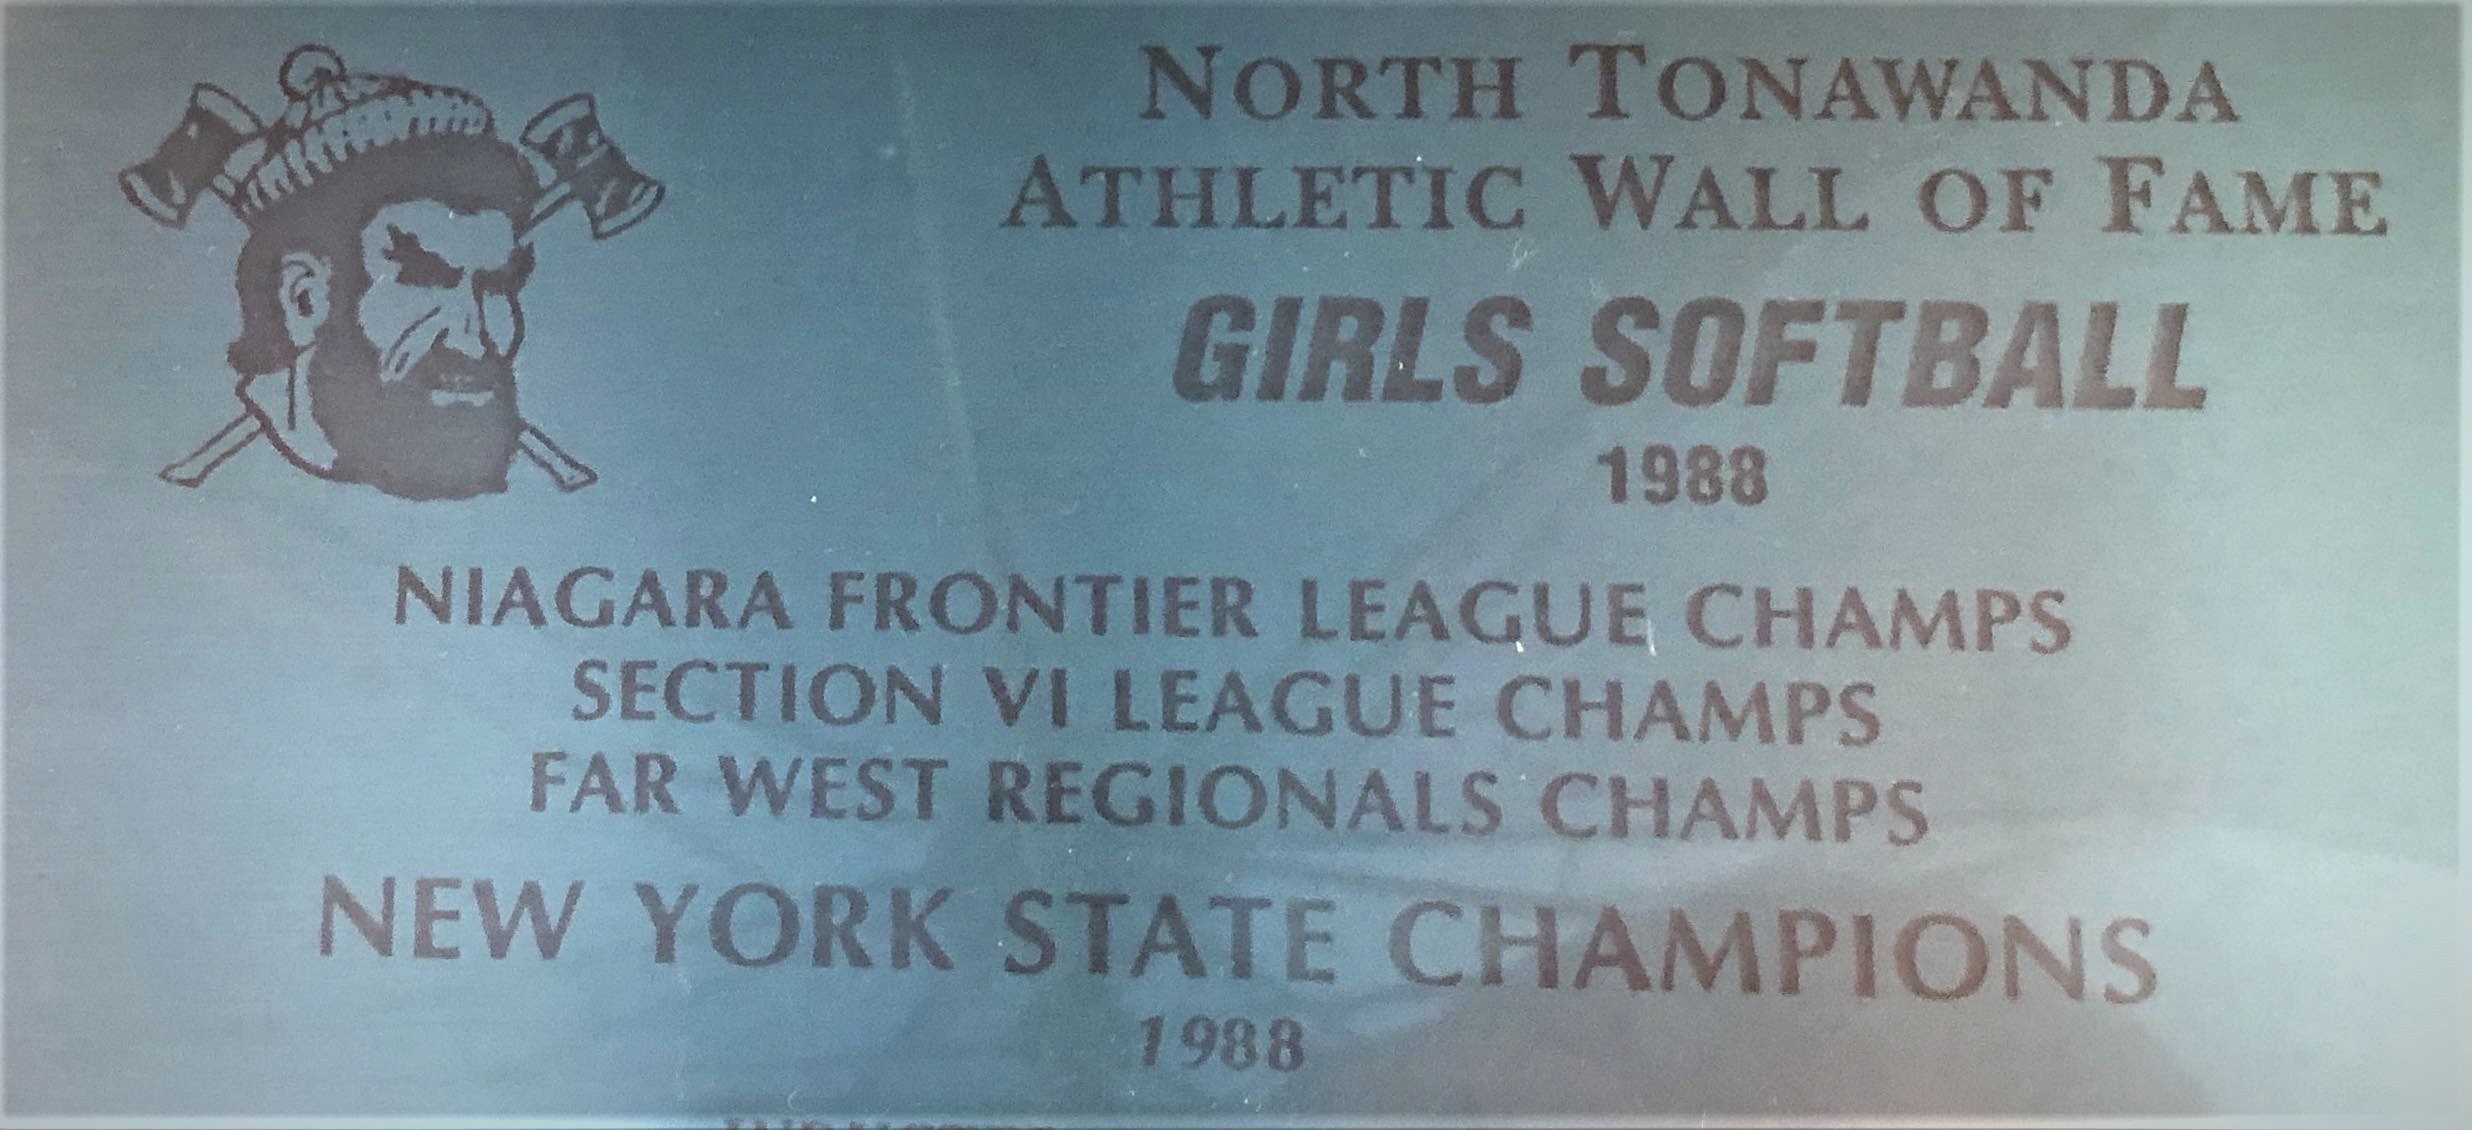 NORTH TONAWANDA
ATHLETIC WALL OF FAME
GIRLS SOFTBALL
1988
NIAGARA FRONTIER LEAGUE CHAMPS
SECTION VI LEAGUE CHAMPS
FAR WEST REGIONALS CHAMPS
NEW YORK STATE CHAMPIONS
1988